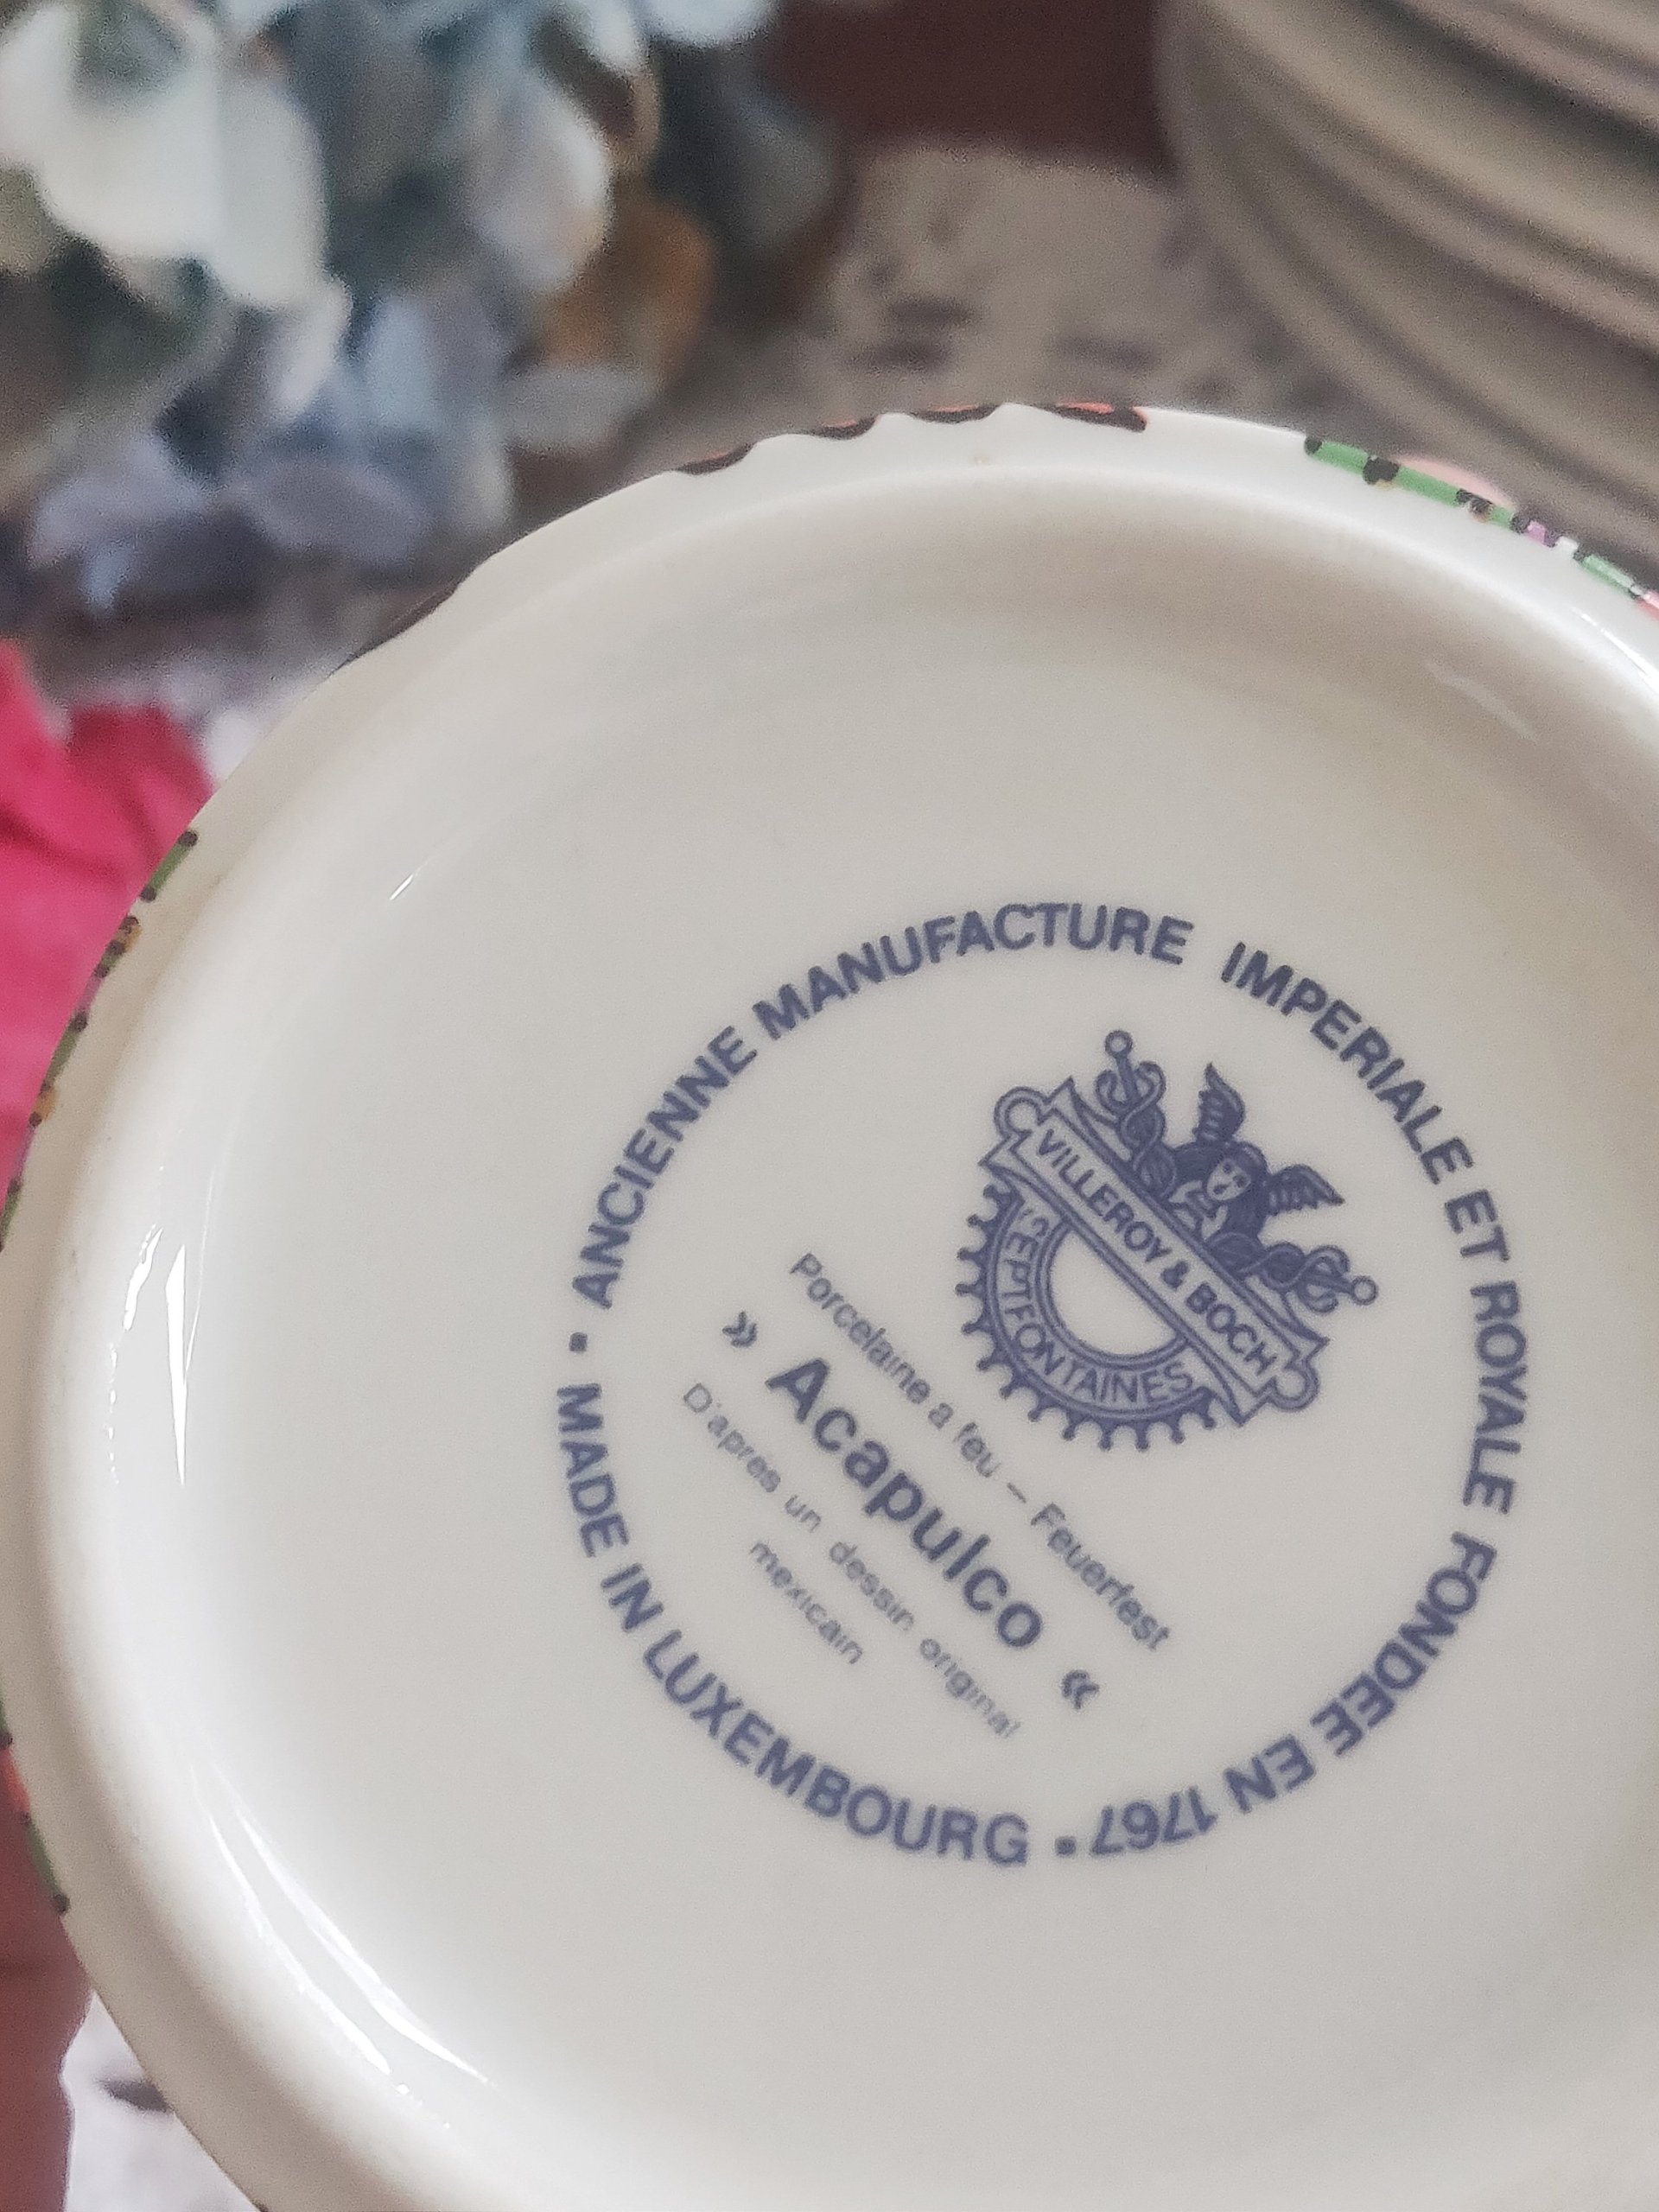 ANCIENNE MANUFACTURE IMPERIALE ET ROYALE FONDEE EN 1767 • MADE IN LUXEMBOURG •
VILLEROY & BOCH
SEPTFONTAINES
Porcelaine a feu – Feuerfest
» Acapulco «
D'apres un dessin original
mexicain